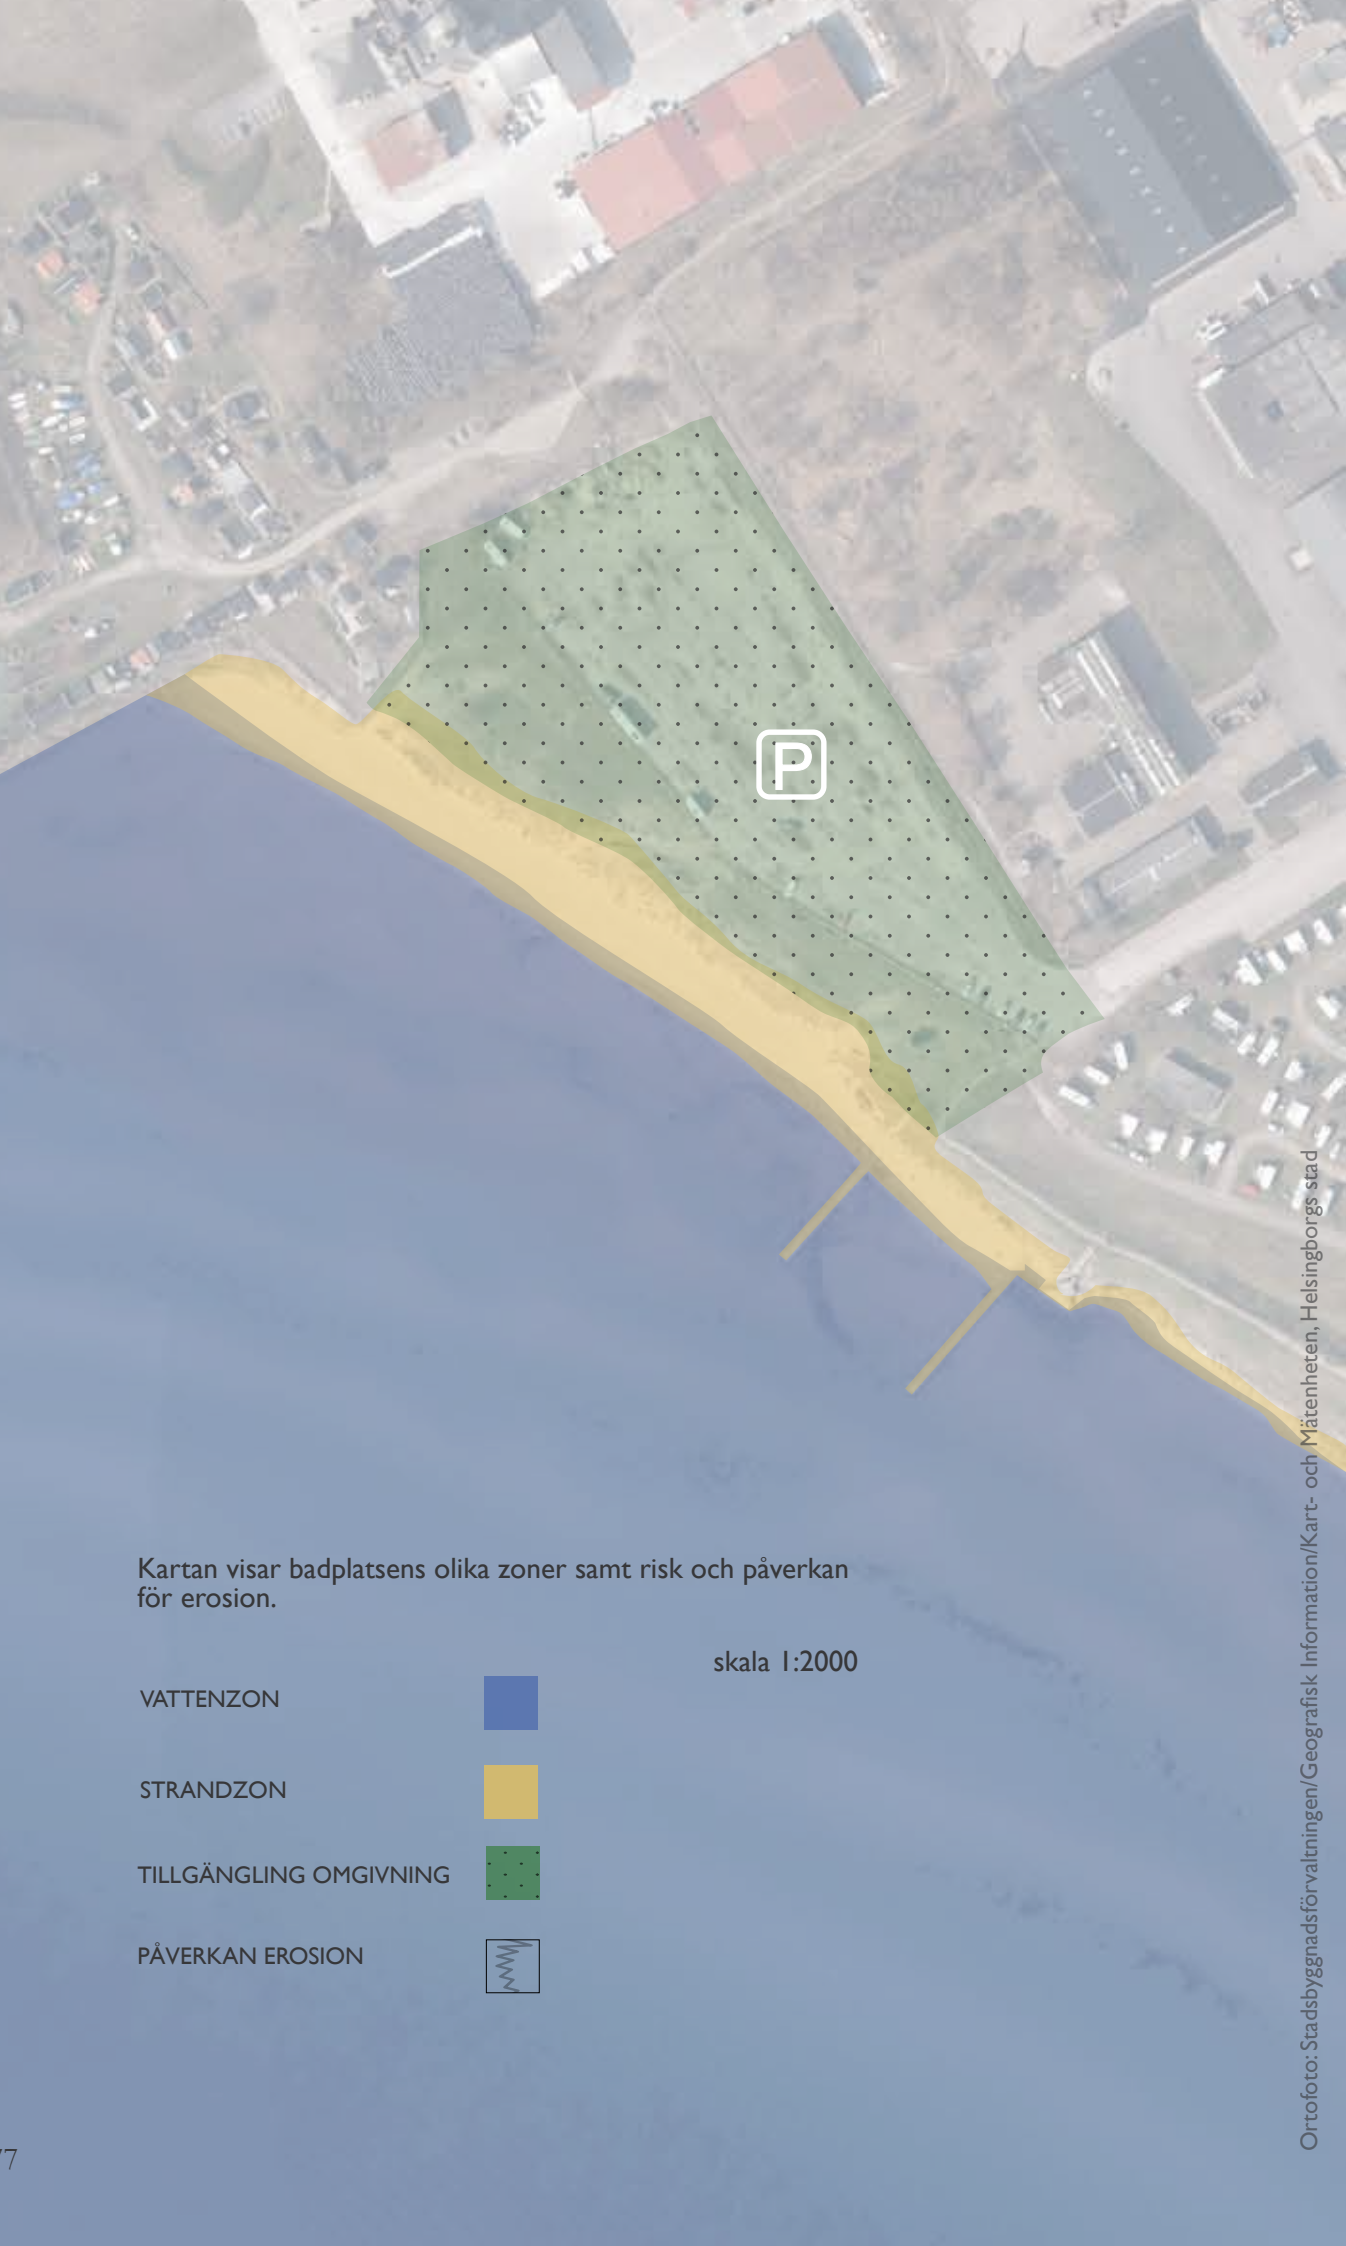 P
Kartan visar badplatsens olika zoner samt risk och påverkan
för erosion.
skala 1:2000
VATTENZON
STRANDZON
TILLGÄNGLING OMGIVNING
PÅVERKAN EROSION
Ortofoto: Stadsbyggnadsförvaltningen/Geografisk Information/Kart- och Mätenheten, Helsingborgs stad
77